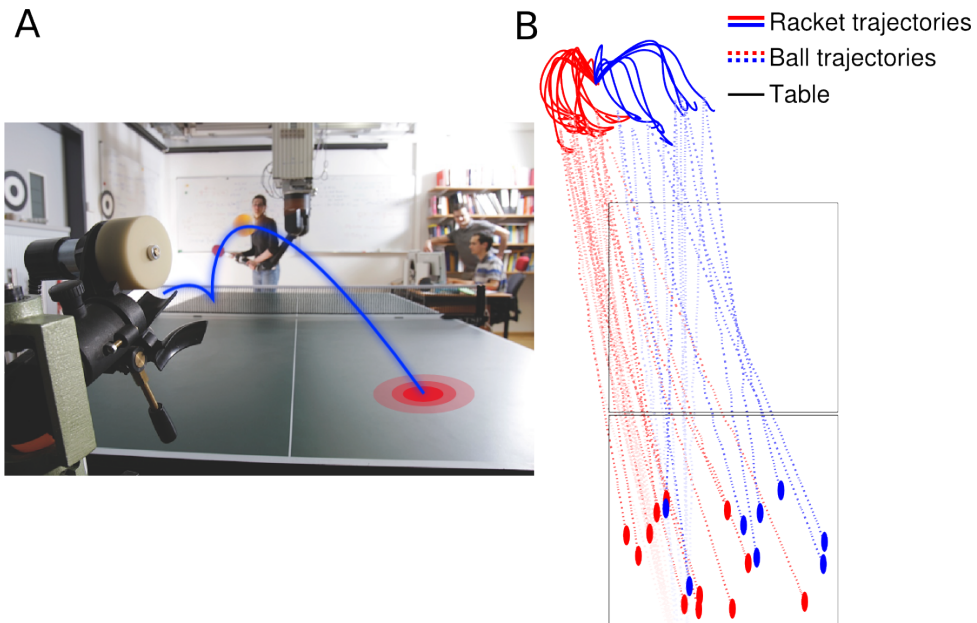 A
B
Racket trajectories
Ball trajectories
Table